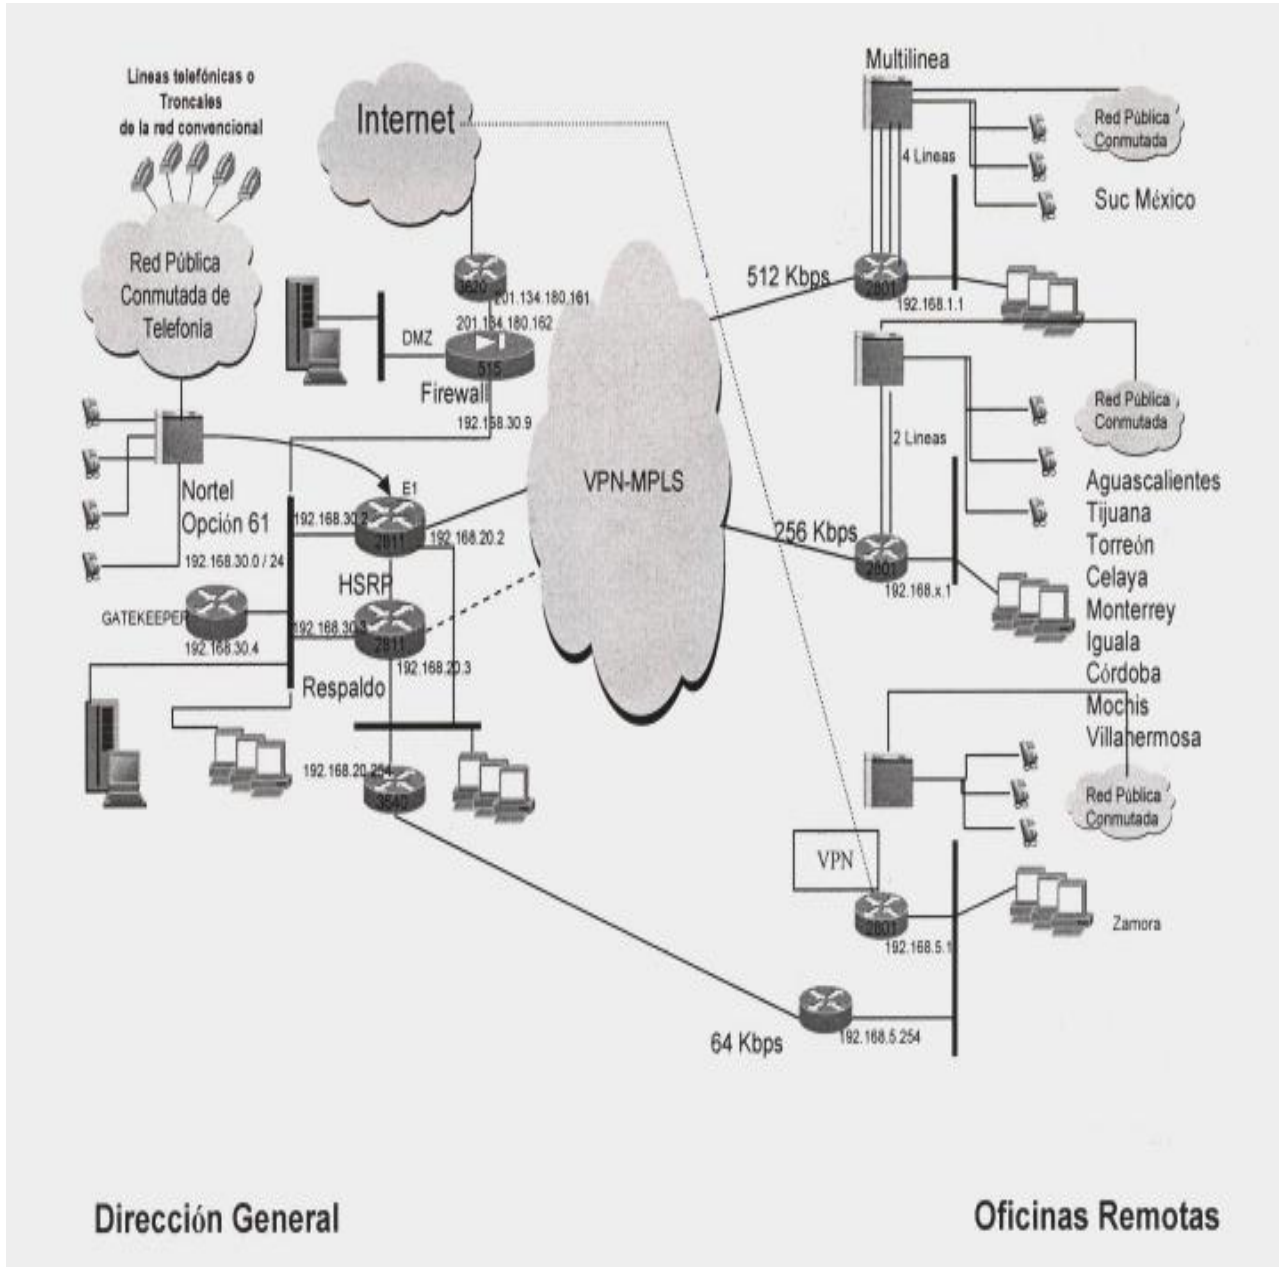 Líneas telefónicas o
Troncales
de la red convencional
Internet
Red Pública
Conmutada de
Telefonía
3620
201.134.180.161
201.134.180.162
DMZ
515
Firewall
192.168.30.9
Nortel
Opción 61
E1
192.168.30.2
2811
192.168.20.2
192.168.30.0 / 24
HSRP
GATEKEEPER
192.168.30.4
192.168.30.3
2811
192.168.20.3
Respaldo
192.168.20.254
3640
VPN-MPLS
Multilinea
Red Pública
Conmutada
4 Lineas
Suc México
512 Kbps
2801
192.168.1.1
Red Pública
Conmutada
2 Lineas
256 Kbps
2801
192.168.x.1
Aguascalientes
Tijuana
Torreón
Celaya
Monterrey
Iguala
Córdoba
Mochis
Villahermosa
Red Pública
Conmutada
VPN
2801
192.168.5.1
Zamora
64 Kbps
192.168.5.254
Dirección General
Oficinas Remotas